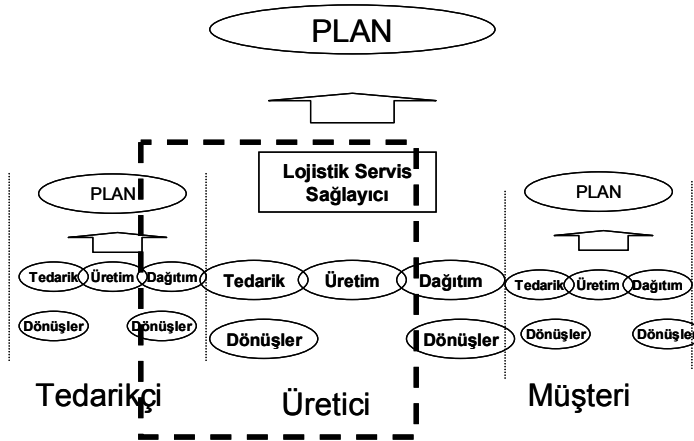 PLAN
Lojistik Servis
Sağlayıcı
PLAN
PLAN
Tedarik Üretim Dağıtım Tedarik Üretim Dağıtım Tedarik Üretim Dağıtım
Dönüşler Dönüşler Dönüşler Dönüşler Dönüşler Dönüşler
Tedarikçi Üretici Müşteri